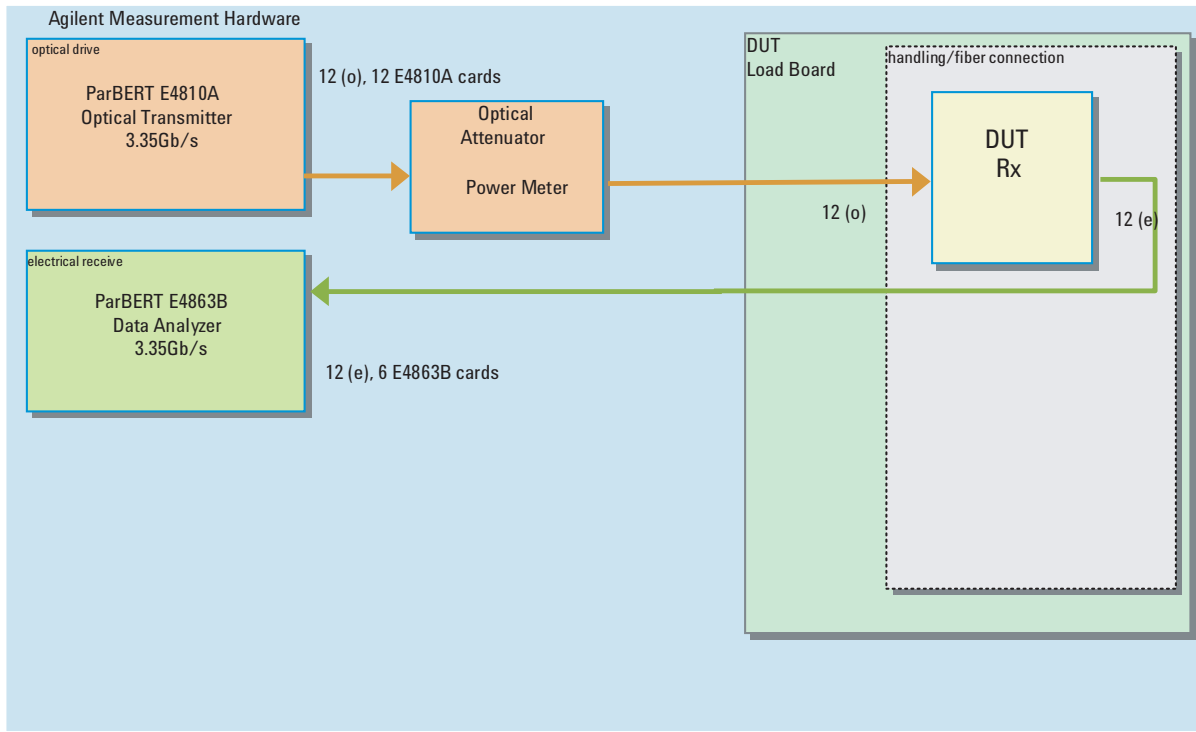 Agilent Measurement Hardware
optical drive
ParBERT E4810A
Optical Transmitter
3.35Gb/s
12 (o), 12 E4810A cards
Optical
Attenuator
Power Meter
DUT
Load Board
handling/fiber connection
DUT
Rx
12 (o)
12 (e)
electrical receive
ParBERT E4863B
Data Analyzer
3.35Gb/s
12 (e), 6 E4863B cards